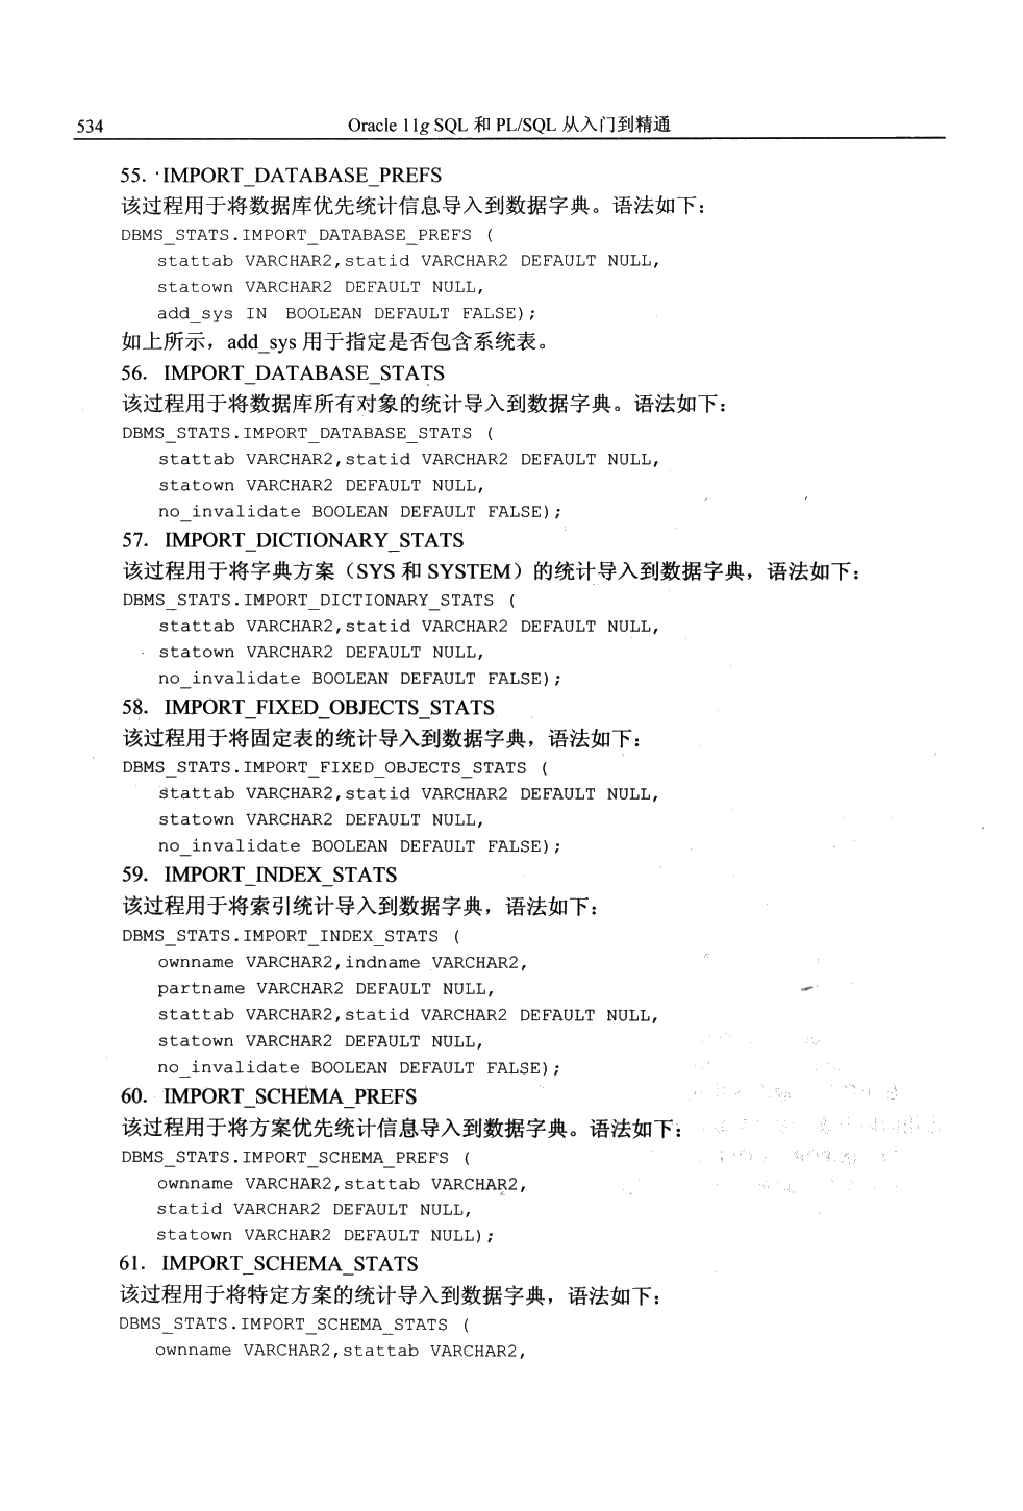 534
Oracle 11g SQL 和 PL/SQL 从入门到精通
55. IMPORT_DATABASE_PREFS
该过程用于将数据库优先统计信息导入到数据字典。语法如下：
DBMS_STATS.IMPORT_DATABASE_PREFS (
stattab VARCHAR2,statid VARCHAR2 DEFAULT NULL,
statown VARCHAR2 DEFAULT NULL,
add_sys IN BOOLEAN DEFAULT FALSE);
如上所示，add_sys 用于指定是否包含系统表。
56. IMPORT_DATABASE_STATS
该过程用于将数据库所有对象的统计导入到数据字典。语法如下：
DBMS_STATS.IMPORT_DATABASE_STATS (
stattab VARCHAR2,statid VARCHAR2 DEFAULT NULL,
statown VARCHAR2 DEFAULT NULL,
no_invalidate BOOLEAN DEFAULT FALSE);
57. IMPORT_DICTIONARY_STATS
该过程用于将字典方案（SYS 和 SYSTEM）的统计导入到数据字典，语法如下：
DBMS_STATS.IMPORT_DICTIONARY_STATS (
stattab VARCHAR2,statid VARCHAR2 DEFAULT NULL,
statown VARCHAR2 DEFAULT NULL,
no_invalidate BOOLEAN DEFAULT FALSE);
58. IMPORT_FIXED_OBJECTS_STATS
该过程用于将固定表的统计导入到数据字典，语法如下：
DBMS_STATS.IMPORT_FIXED_OBJECTS_STATS (
stattab VARCHAR2,statid VARCHAR2 DEFAULT NULL,
statown VARCHAR2 DEFAULT NULL,
no_invalidate BOOLEAN DEFAULT FALSE);
59. IMPORT_INDEX_STATS
该过程用于将索引统计导入到数据字典，语法如下：
DBMS_STATS.IMPORT_INDEX_STATS (
ownname VARCHAR2,indname VARCHAR2,
partname VARCHAR2 DEFAULT NULL,
stattab VARCHAR2,statid VARCHAR2 DEFAULT NULL,
statown VARCHAR2 DEFAULT NULL,
no_invalidate BOOLEAN DEFAULT FALSE);
60. IMPORT_SCHEMA_PREFS
该过程用于将方案优先统计信息导入到数据字典。语法如下：
DBMS_STATS.IMPORT_SCHEMA_PREFS (
ownname VARCHAR2,stattab VARCHAR2,
statid VARCHAR2 DEFAULT NULL,
statown VARCHAR2 DEFAULT NULL);
61. IMPORT_SCHEMA_STATS
该过程用于将特定方案的统计导入到数据字典，语法如下：
DBMS_STATS.IMPORT_SCHEMA_STATS (
ownname VARCHAR2,stattab VARCHAR2,